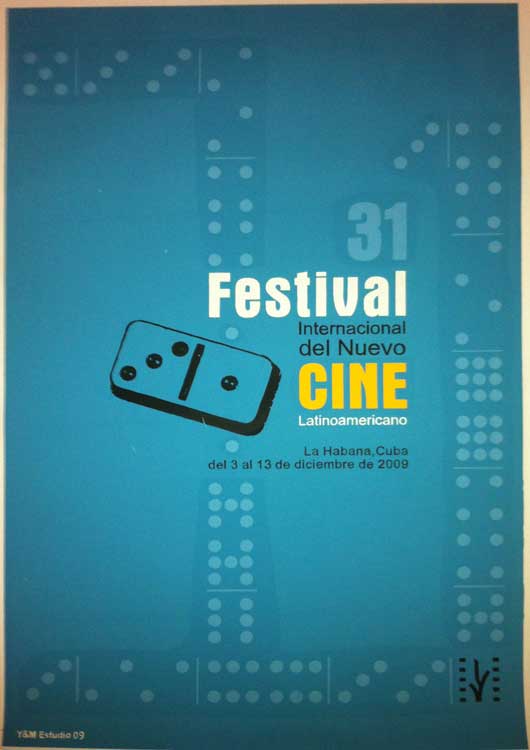 31
Festival
Internacional
del Nuevo
CINE
Latinoamericano
La Habana, Cuba
del 3 al 13 de diciembre de 2009
Y&M Estudio 09